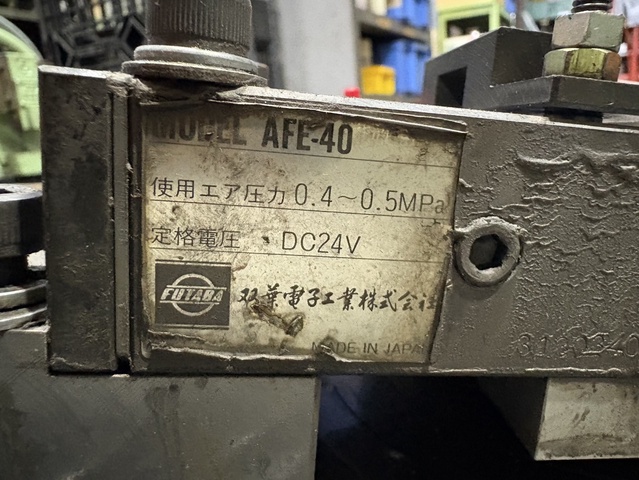 MODEL AFE-40
使用エア圧力 0.4～0.5MPa
定格電圧 DC24V
FUTABA
双葉電子工業株式会社
MADE IN JAPAN